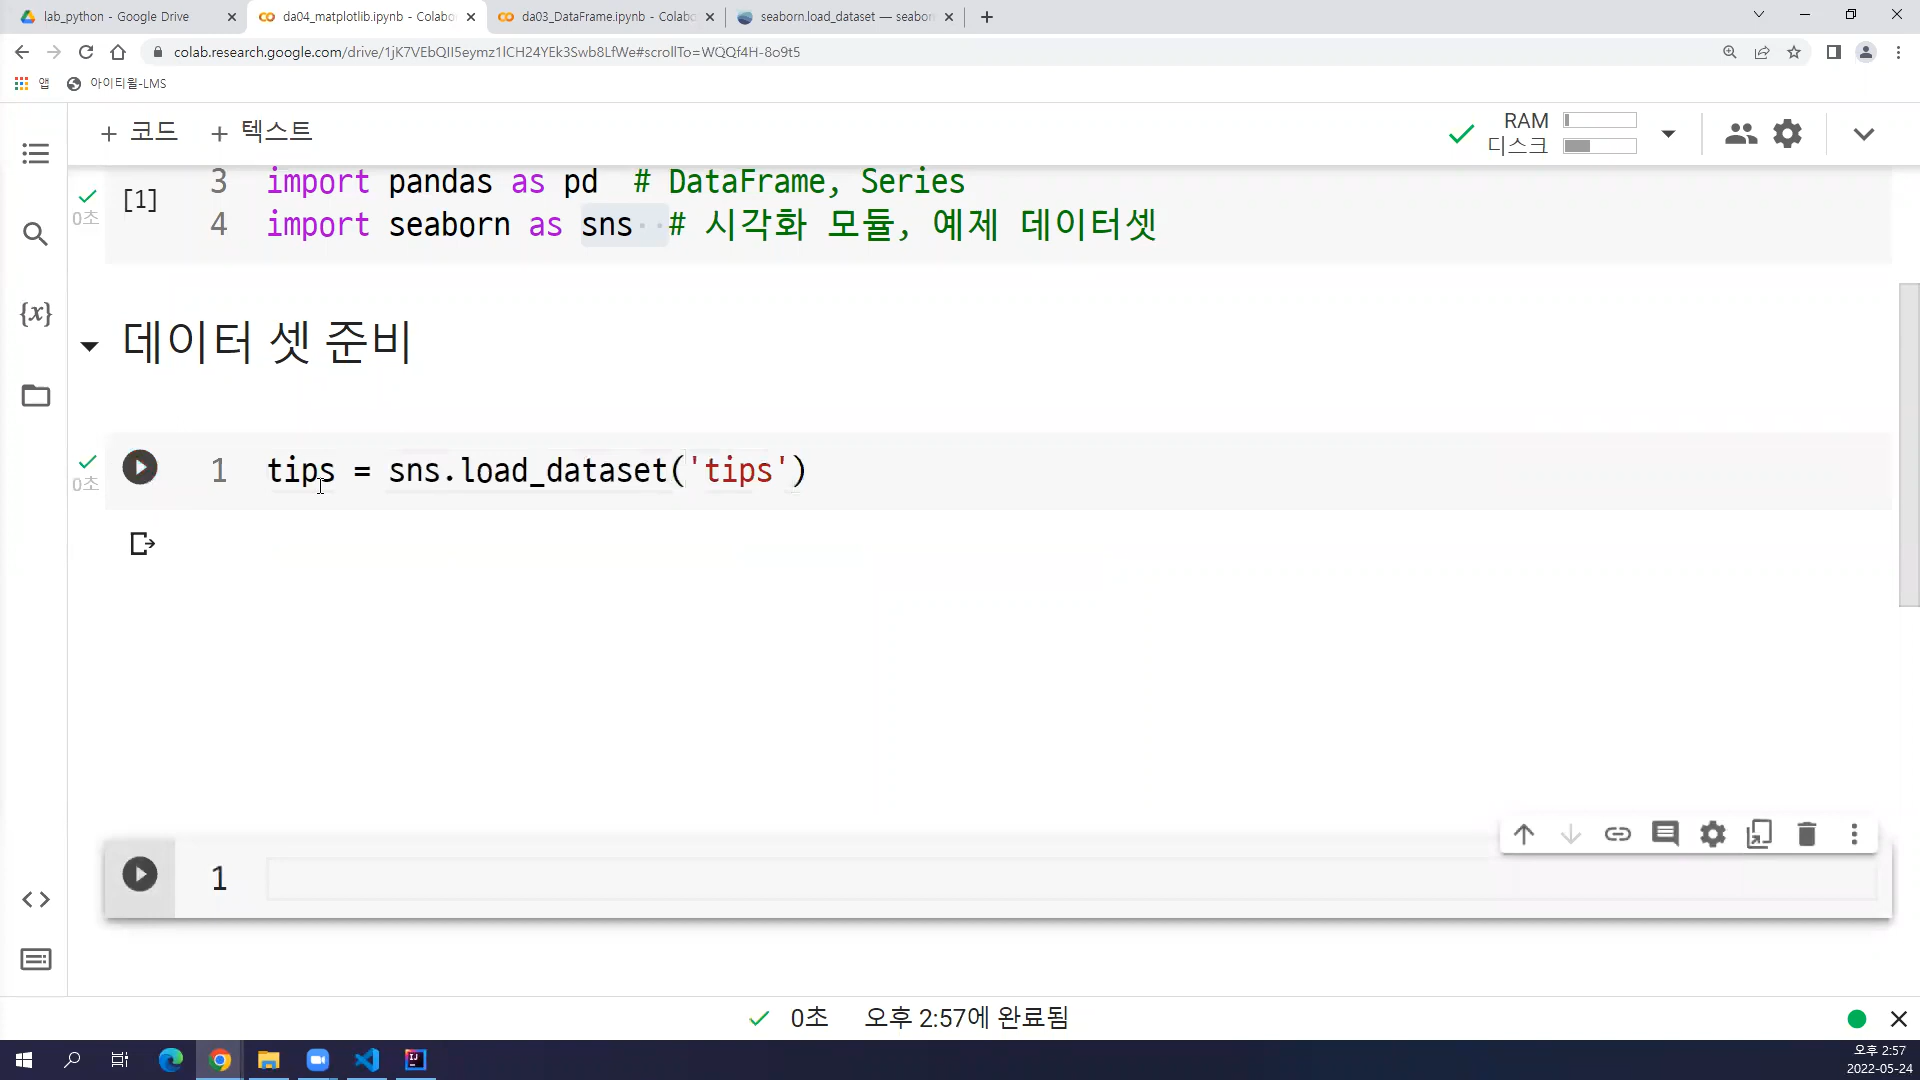 lab_python - Google Drive
da04_matplotlib.ipynb - Colabo
da03_DataFrame.ipynb - Colabo
seaborn.load_dataset — seabor
colab.research.google.com/drive/1jK7VEbQII5eymz1lCH24YEk3Swb8LfWe#scrollTo=WQQf4H-8o9t5
앱
아이티윌-LMS
+ 코드
+ 텍스트
RAM
디스크
[1]
0초
3 import pandas as pd # DataFrame, Series
4 import seaborn as sns # 시각화 모듈, 예제 데이터셋
{x}
데이터 셋 준비
0초
1 tips = sns.load_dataset('tips')
1
0초 오후 2:57에 완료됨
오후 2:57
2022-05-24